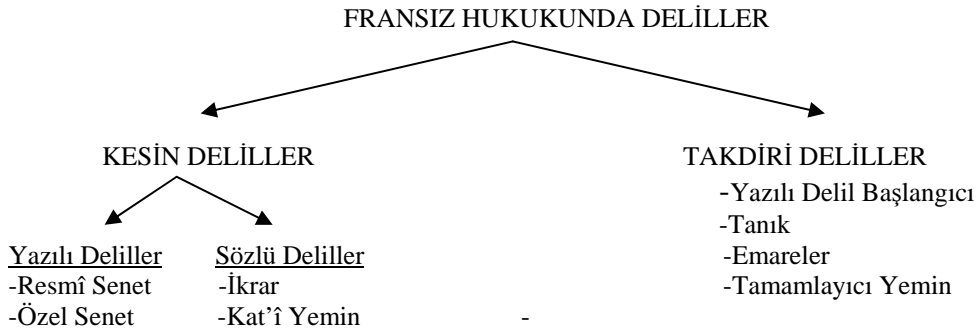 FRANSIZ HUKUKUNDA DELİLLER
KESİN DELİLLER
TAKDİRİ DELİLLER
-Yazılı Delil Başlangıcı
-Tanık
-Emareler
-Tamamlayıcı Yemin
Yazılı Deliller
-Resmî Senet
-Özel Senet
Sözlü Deliller
-İkrar
-Kat’î Yemin
-